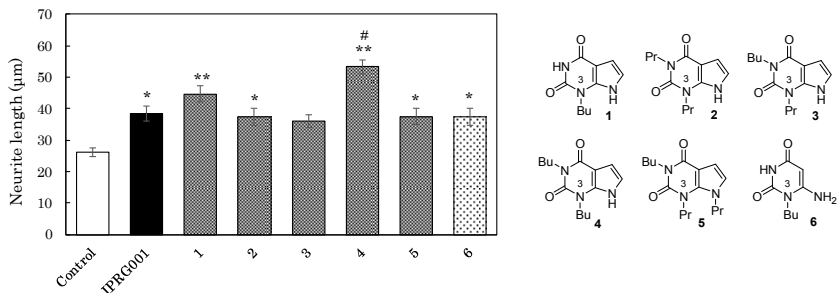 Neurite length (µm)
70
60
50
40
30
20
10
0
*
**
*
#
**
*
*
Control
IPRG001
1
2
3
4
5
6
O
HN
3
O
N
N
H
Bu
1
O
Pr
N
3
O
N
N
H
Pr
2
O
Bu
N
3
O
N
N
H
Pr
3
O
Bu
N
3
O
N
N
H
Bu
4
O
Bu
N
3
O
N
N
Pr
Pr
5
O
HN
3
O
N
NH2
Bu
6